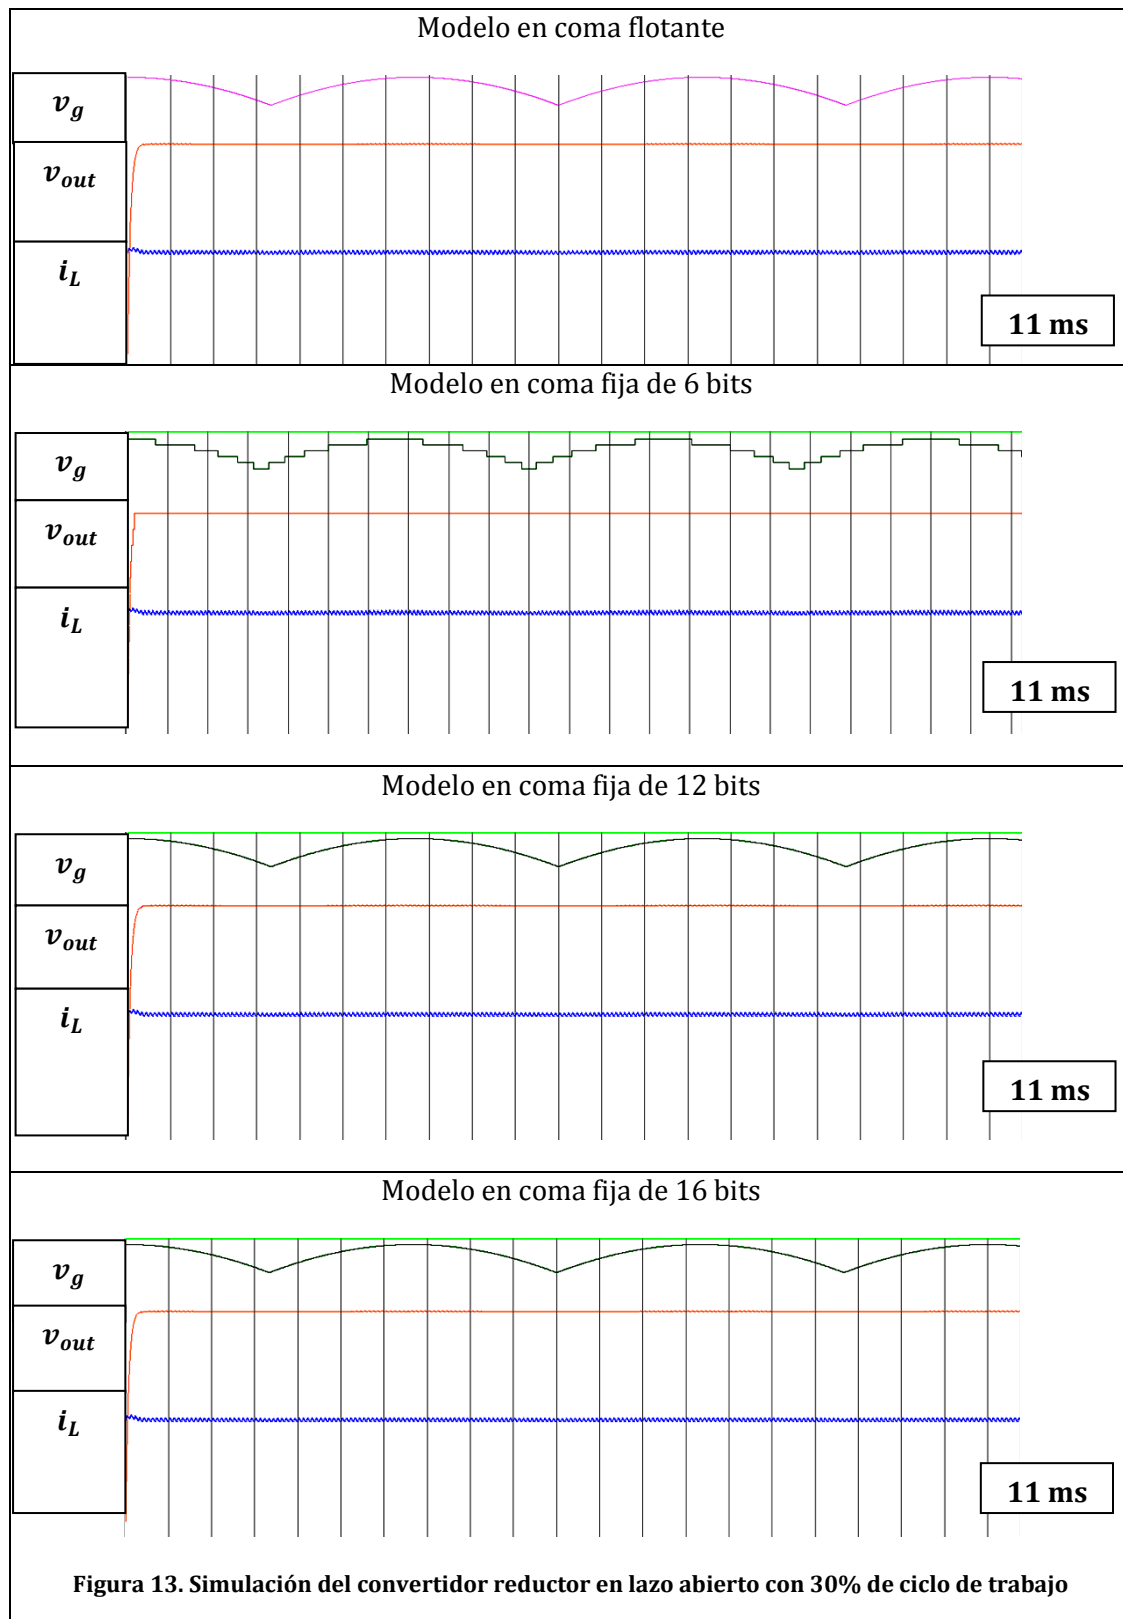 Modelo en coma flotante
v_g
v_out
i_L
11 ms
Modelo en coma fija de 6 bits
v_g
v_out
i_L
11 ms
Modelo en coma fija de 12 bits
v_g
v_out
i_L
11 ms
Modelo en coma fija de 16 bits
v_g
v_out
i_L
11 ms
Figura 13. Simulación del convertidor reductor en lazo abierto con 30% de ciclo de trabajo